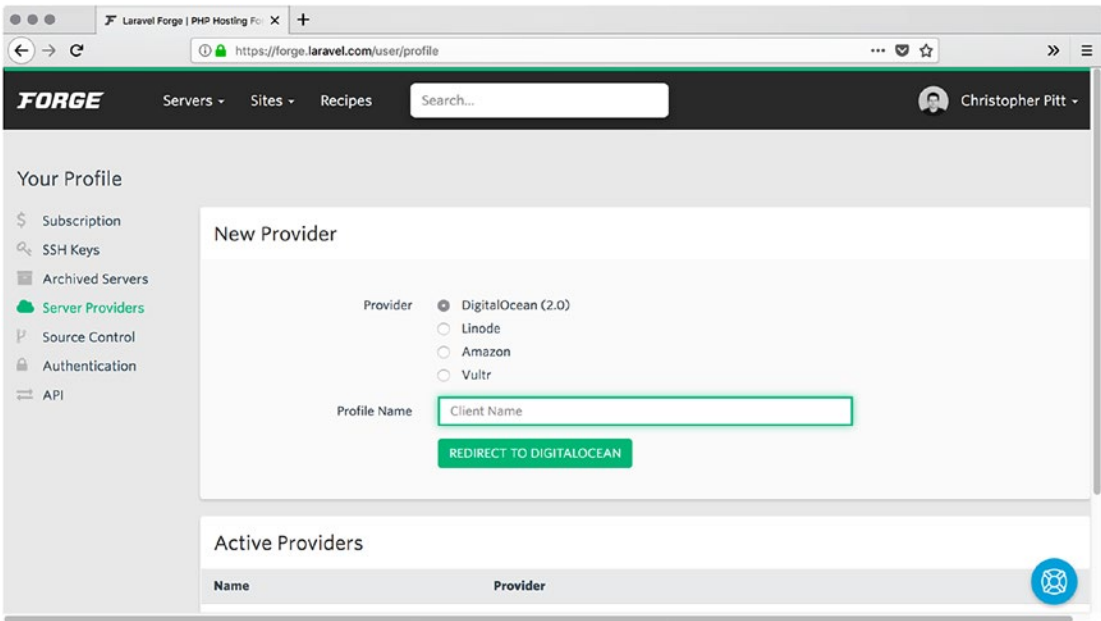 Laravel Forge | PHP Hosting Fo
https://forge.laravel.com/user/profile
FORGE
Servers
Sites
Recipes
Search...
Christopher Pitt
Your Profile
Subscription
SSH Keys
Archived Servers
Server Providers
Source Control
Authentication
API
New Provider
Provider
DigitalOcean (2.0)
Linode
Amazon
Vultr
Profile Name
Client Name
REDIRECT TO DIGITALOCEAN
Active Providers
Name
Provider